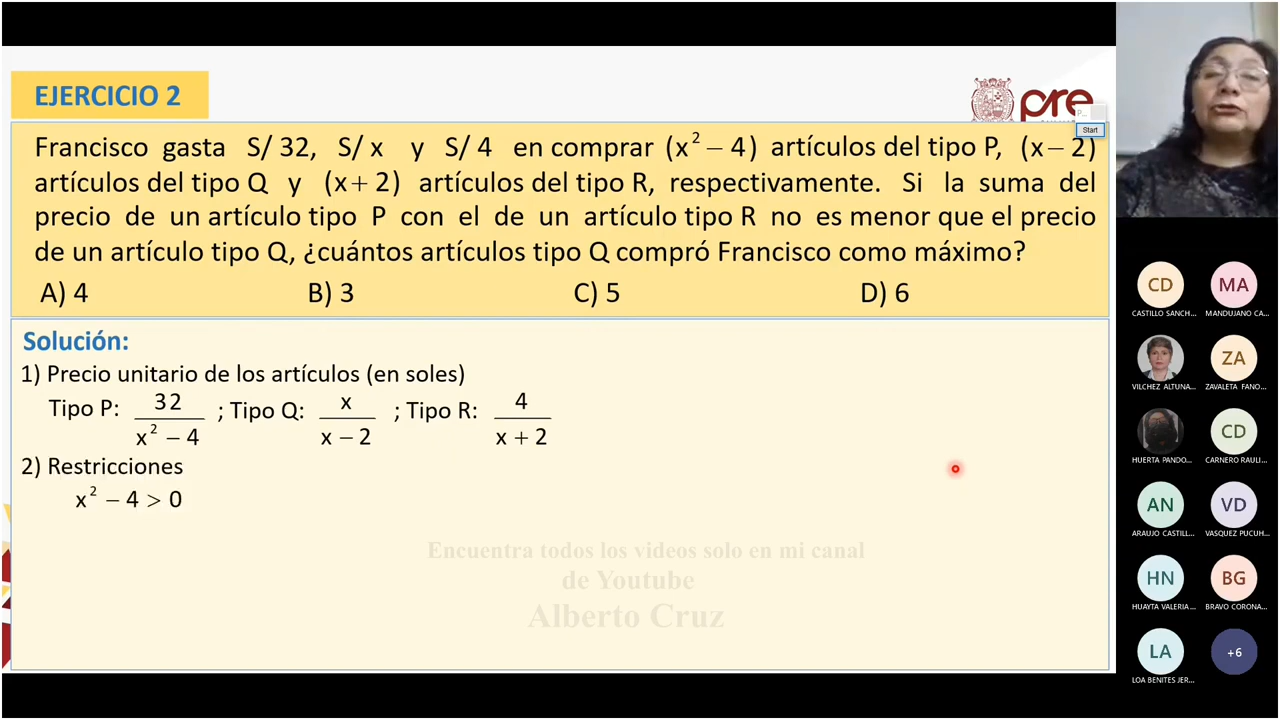 EJERCICIO 2
pre
P...
Start
Francisco gasta S/ 32, S/ x y S/ 4 en comprar (x² − 4) artículos del tipo P, (x − 2)
artículos del tipo Q y (x + 2) artículos del tipo R, respectivamente. Si la suma del
precio de un artículo tipo P con el de un artículo tipo R no es menor que el precio
de un artículo tipo Q, ¿cuántos artículos tipo Q compró Francisco como máximo?
A) 4 B) 3 C) 5 D) 6
Solución:
1) Precio unitario de los artículos (en soles)
Tipo P: 32 / (x² − 4) ; Tipo Q: x / (x − 2) ; Tipo R: 4 / (x + 2)
2) Restricciones
x² − 4 > 0
Encuentra todos los videos solo en mi canal
de Youtube
Alberto Cruz
CD MA
CASTILLO SANCH... MANDUJANO CA...
ZA
VILCHEZ ALTUNA... ZAVALETA FANO...
CD
HUERTA PANDO... CARNERO RAULI...
AN VD
ARAUJO CASTILL... VASQUEZ PUCUH...
HN BG
HUAYTA VALERIA... BRAVO CORONA...
LA +6
LOA BENITES JER...